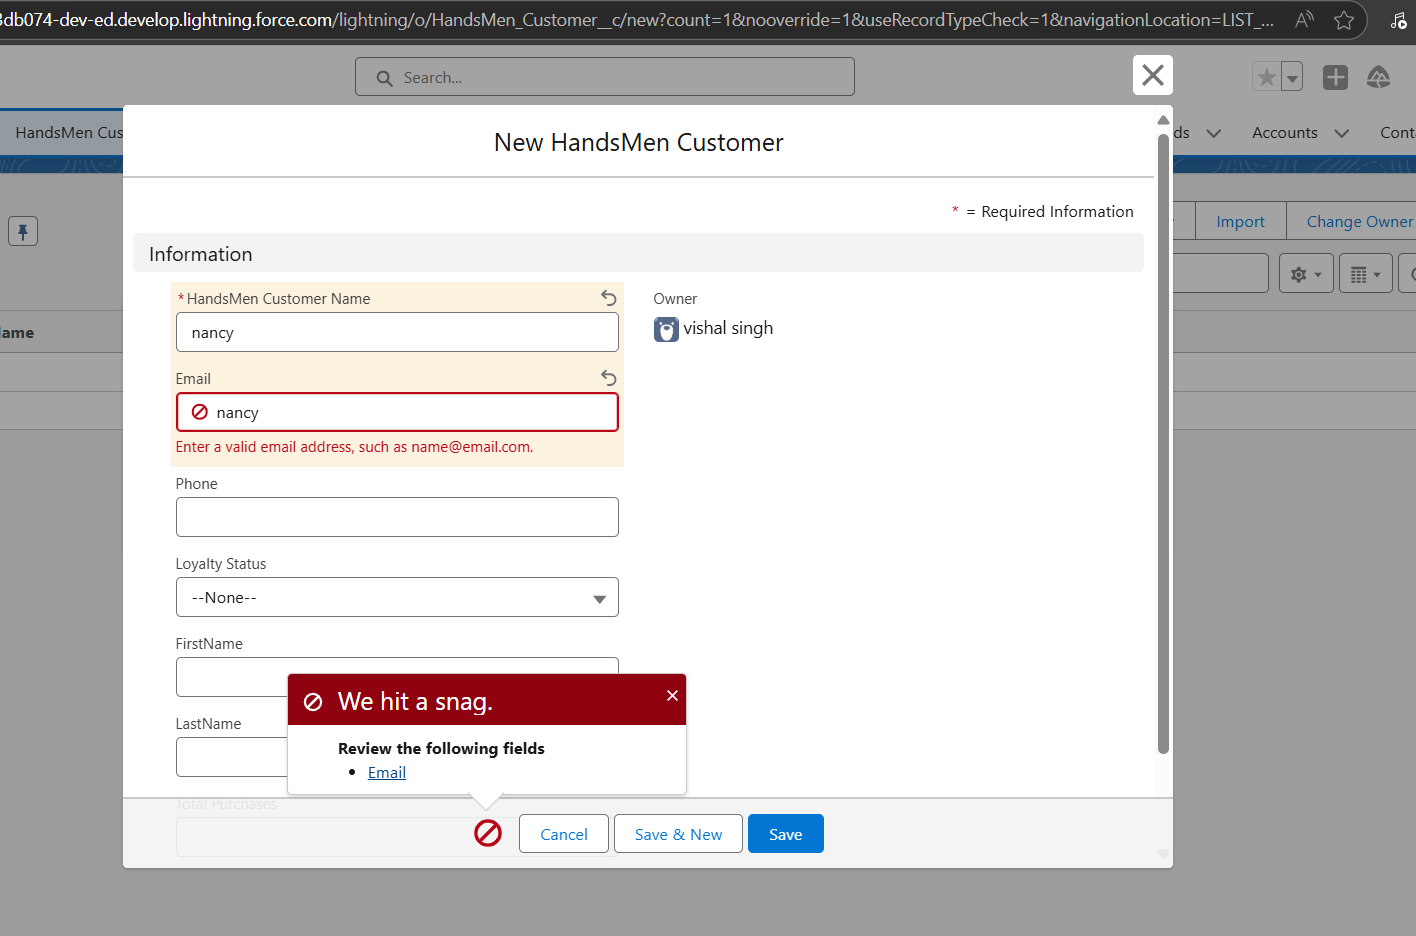 3db074-dev-ed.develop.lightning.force.com/lightning/o/HandsMen_Customer__c/new?count=1&nooverride=1&useRecordTypeCheck=1&navigationLocation=LIST_...
Search...
HandsMen Cus
ds
Accounts
Cont
New HandsMen Customer
* = Required Information
Import
Change Owner
Information
*HandsMen Customer Name
Owner
nancy
vishal singh
ame
Email
nancy
Enter a valid email address, such as name@email.com.
Phone
Loyalty Status
--None--
FirstName
We hit a snag.
LastName
Review the following fields
• Email
Total Purchases
Cancel
Save & New
Save